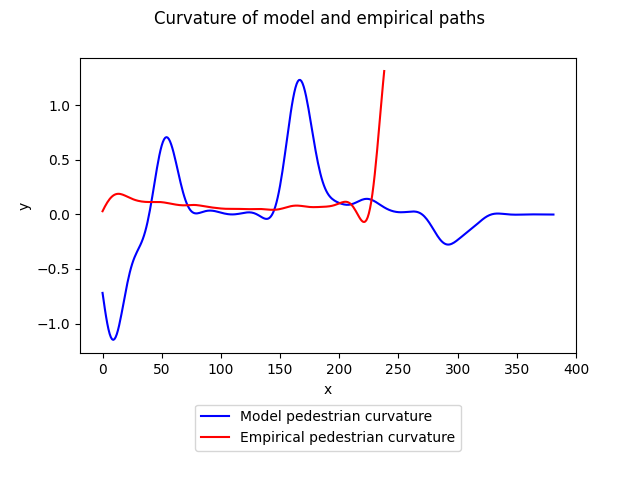 Curvature of model and empirical paths
1.0
0.5
0.0
−0.5
−1.0
y
0 50 100 150 200 250 300 350 400
x
Model pedestrian curvature
Empirical pedestrian curvature